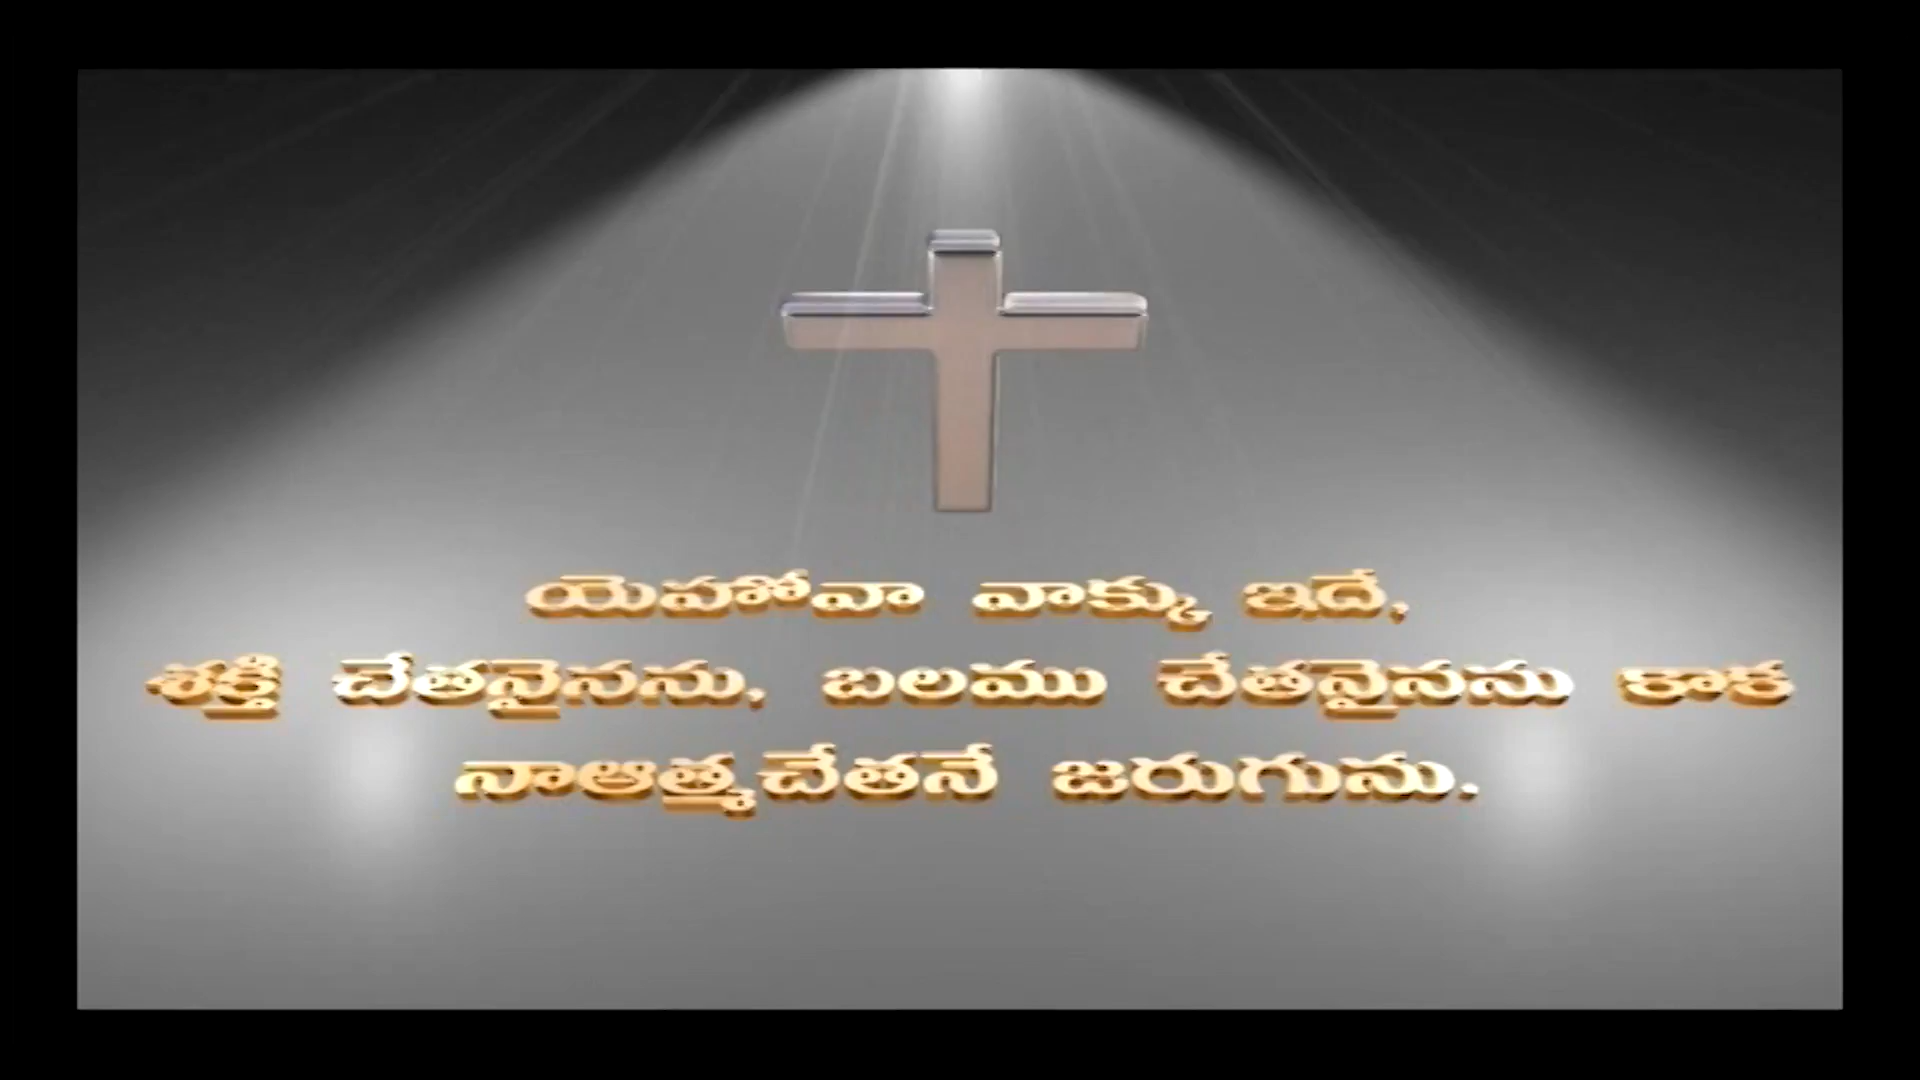 యెహోవా వాక్కు ఇదే,
శక్తి చేతనైనను, బలము చేతనైనను కాక
నాఆత్మచేతనే జరుగును.